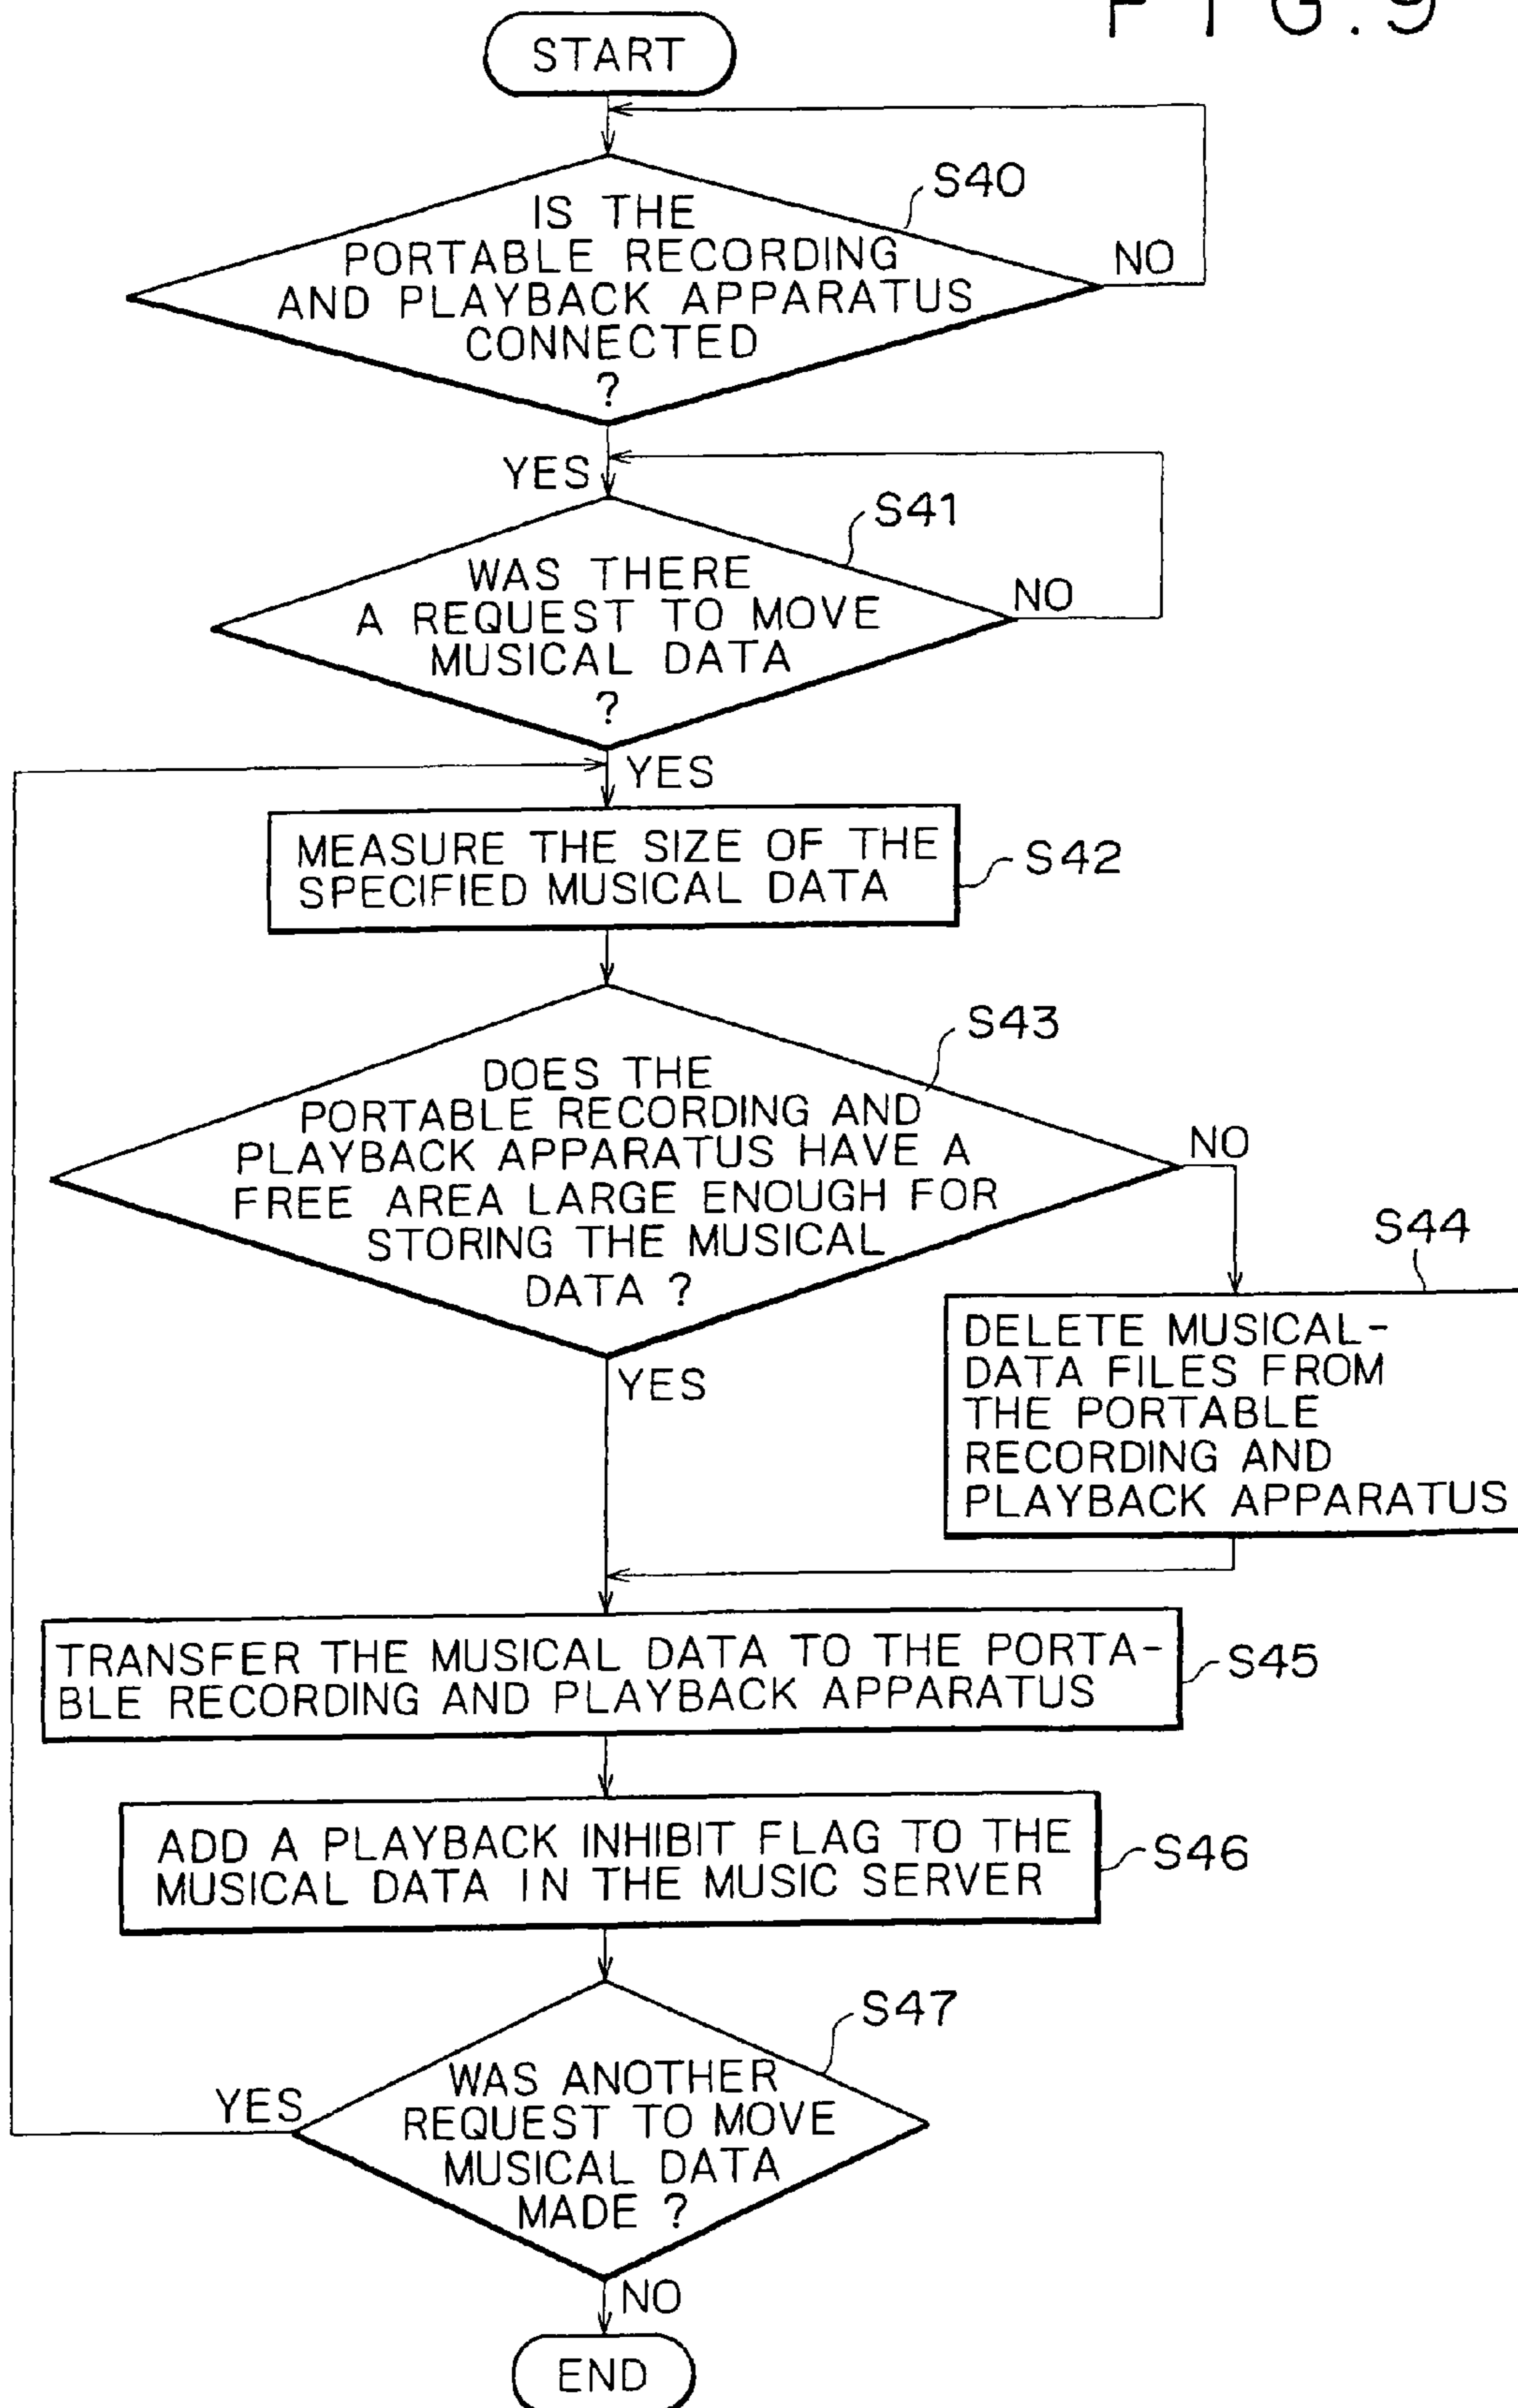 FIG.9
START
S40
IS THE
PORTABLE RECORDING
AND PLAYBACK APPARATUS
CONNECTED
?
NO
YES
S41
WAS THERE
A REQUEST TO MOVE
MUSICAL DATA
?
NO
YES
MEASURE THE SIZE OF THE
SPECIFIED MUSICAL DATA
S42
S43
DOES THE
PORTABLE RECORDING AND
PLAYBACK APPARATUS HAVE A
FREE AREA LARGE ENOUGH FOR
STORING THE MUSICAL
DATA ?
NO
YES
S44
DELETE MUSICAL-
DATA FILES FROM
THE PORTABLE
RECORDING AND
PLAYBACK APPARATUS
TRANSFER THE MUSICAL DATA TO THE PORTA-
BLE RECORDING AND PLAYBACK APPARATUS
S45
ADD A PLAYBACK INHIBIT FLAG TO THE
MUSICAL DATA IN THE MUSIC SERVER
S46
S47
WAS ANOTHER
REQUEST TO MOVE
MUSICAL DATA
MADE ?
YES
NO
END